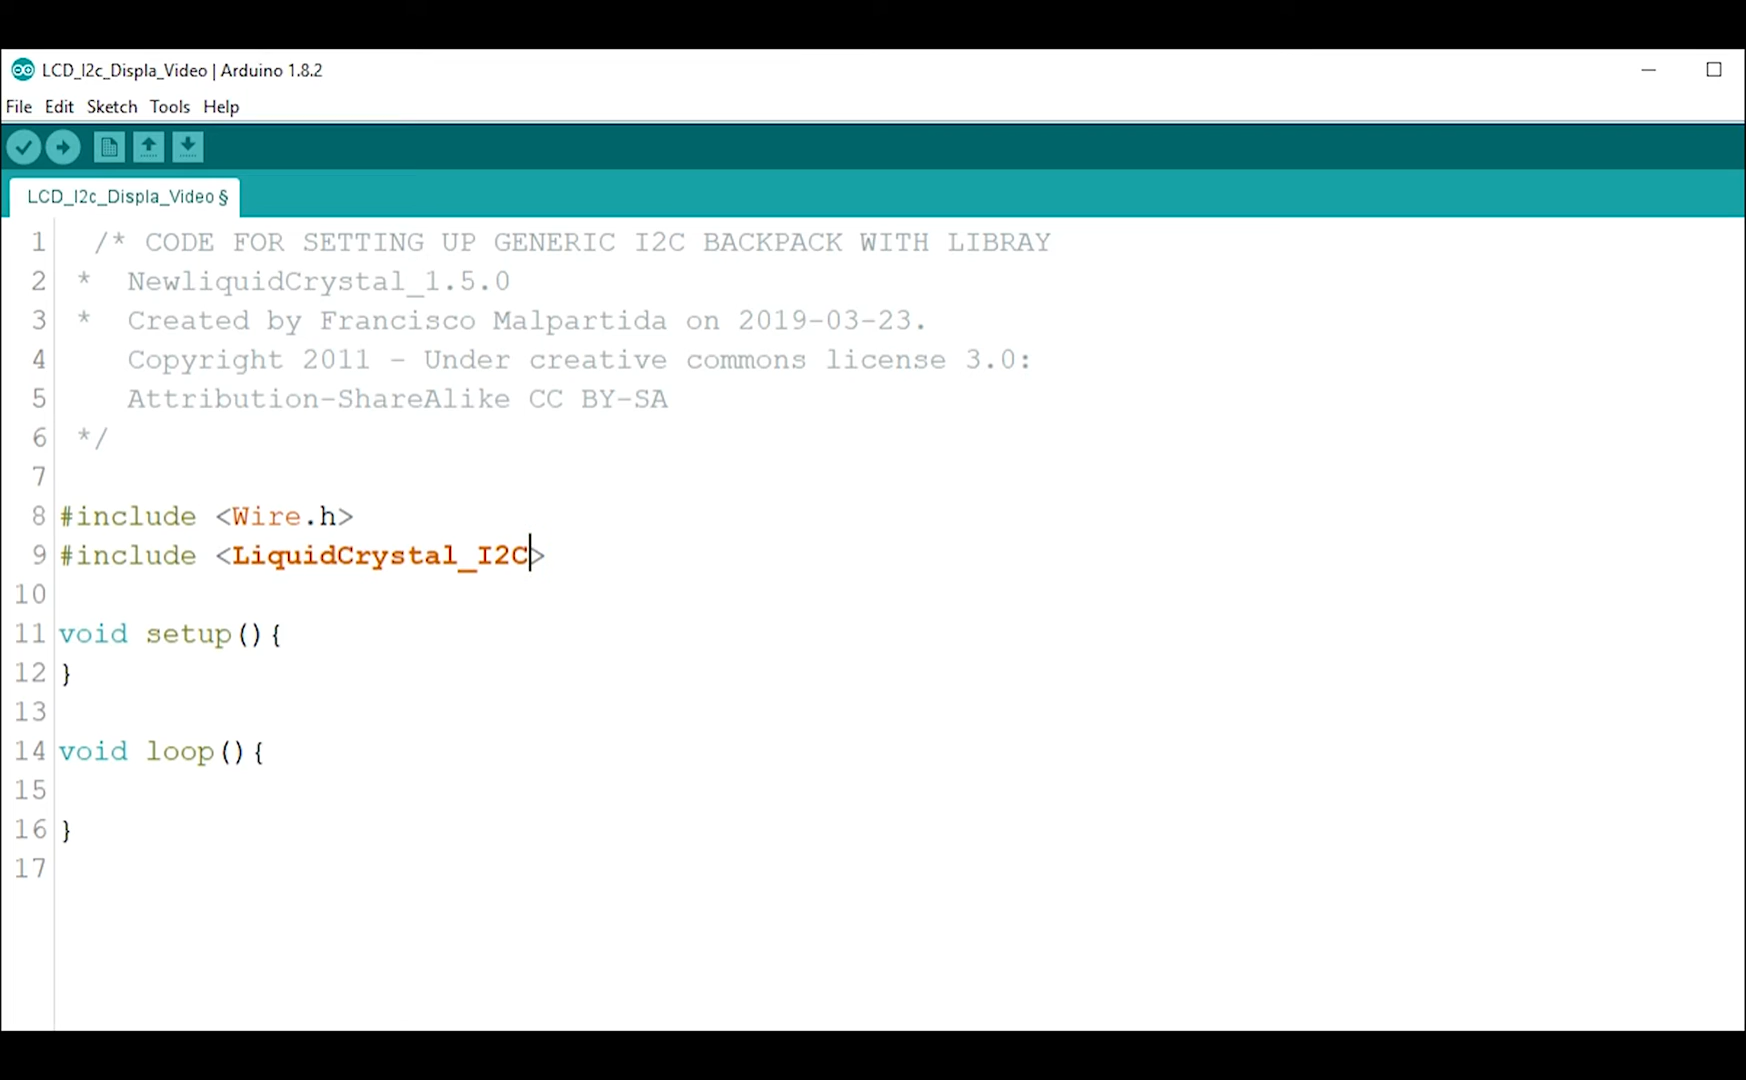 LCD_I2c_Displa_Video | Arduino 1.8.2
File Edit Sketch Tools Help
LCD_I2c_Displa_Video §
1 /* CODE FOR SETTING UP GENERIC I2C BACKPACK WITH LIBRAY
2 * NewliquidCrystal_1.5.0
3 * Created by Francisco Malpartida on 2019-03-23.
4 Copyright 2011 - Under creative commons license 3.0:
5 Attribution-ShareAlike CC BY-SA
6 */
7
8 #include <Wire.h>
9 #include <LiquidCrystal_I2C>
10
11 void setup(){
12 }
13
14 void loop(){
15
16 }
17